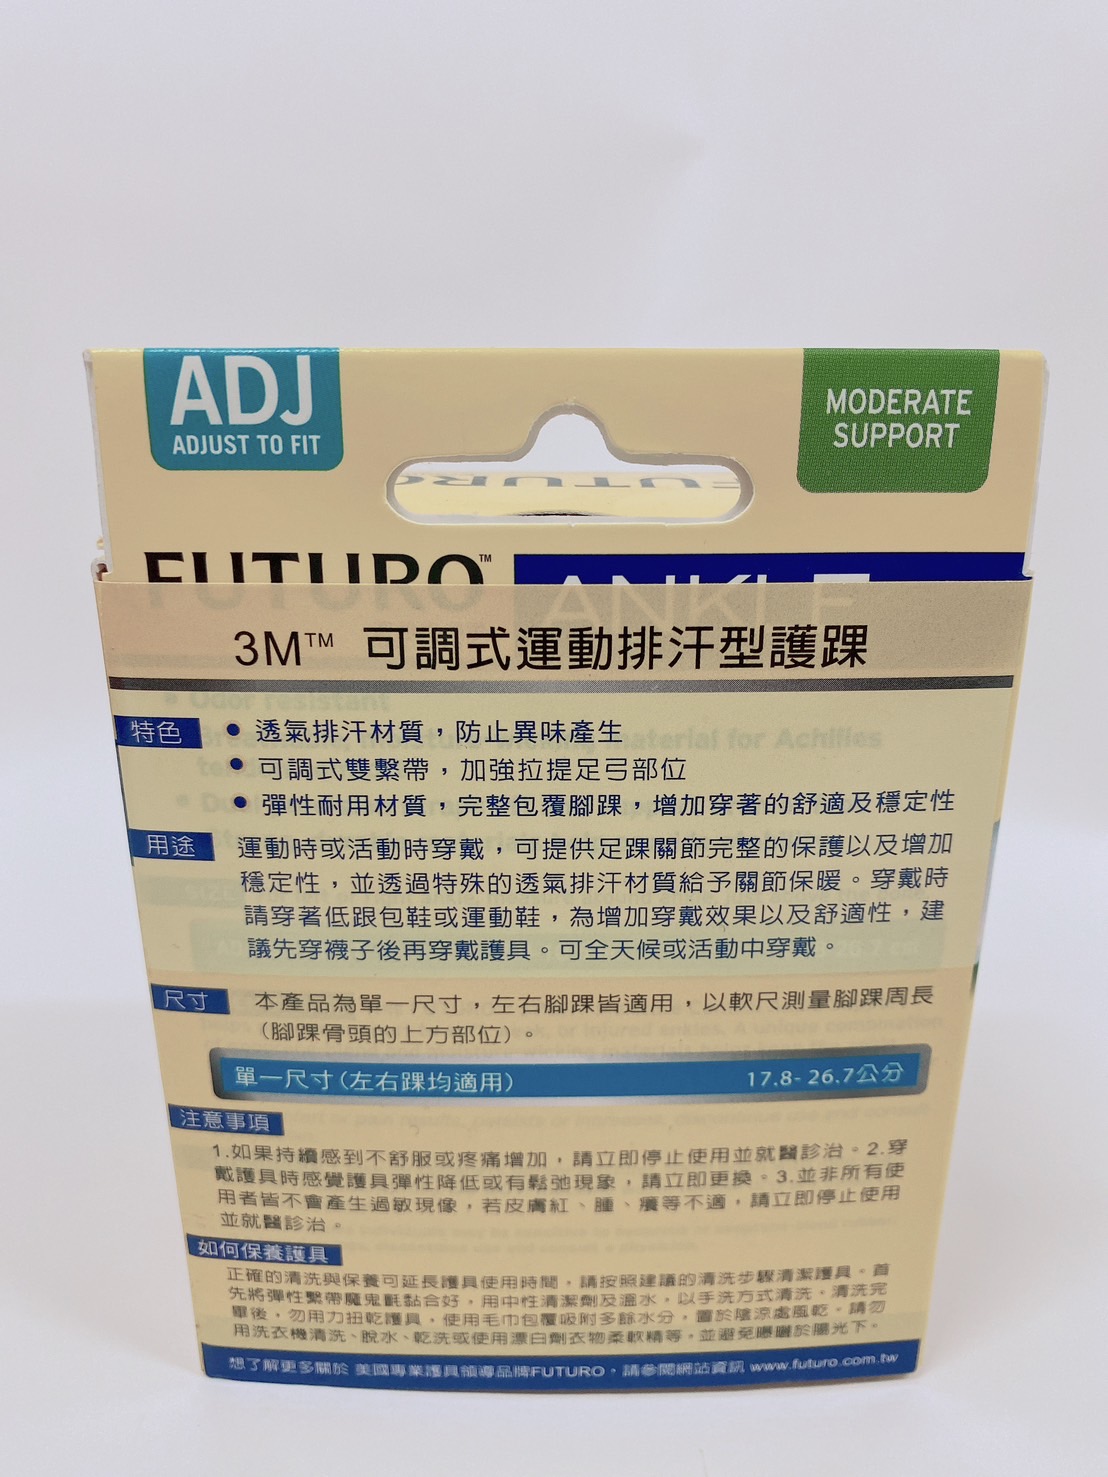 ADJ
ADJUST TO FIT
MODERATE
SUPPORT
FUTURO
FUTURO™
ANKLE
3M™ 可調式運動排汗型護踝
Odor resistant
特色
• 透氣排汗材質，防止異味產生
• 可調式雙繫帶，加強拉提足弓部位
• 彈性耐用材質，完整包覆腳踝，增加穿著的舒適及穩定性
用途
運動時或活動時穿戴，可提供足踝關節完整的保護以及增加
穩定性，並透過特殊的透氣排汗材質給予關節保暖。穿戴時
請穿著低跟包鞋或運動鞋，為增加穿戴效果以及舒適性，建
議先穿襪子後再穿戴護具。可全天候或活動中穿戴。
尺寸
本產品為單一尺寸，左右腳踝皆適用，以軟尺測量腳踝周長
（腳踝骨頭的上方部位）。
單一尺寸（左右踝均適用） 17.8- 26.7公分
注意事項
1.如果持續感到不舒服或疼痛增加，請立即停止使用並就醫診治。2.穿
戴護具時感覺護具彈性降低或有鬆弛現象，請立即更換。3.並非所有使
用者皆不會產生過敏現像，若皮膚紅、腫、癢等不適，請立即停止使用
並就醫診治。
如何保養護具
正確的清洗與保養可延長護具使用時間，請按照建議的清洗步驟清潔護具。首
先將彈性繫帶魔鬼氈黏合好，用中性清潔劑及溫水，以手洗方式清洗，清洗完
畢後，勿用力扭乾護具，使用毛巾包覆吸附多餘水分，置於陰涼處風乾。請勿
用洗衣機清洗、脫水、乾洗或使用漂白劑衣物柔軟精等，並避免曝曬於陽光下。
想了解更多關於 美國專業護具領導品牌FUTURO，請參閱網站資訊 www.futuro.com.tw